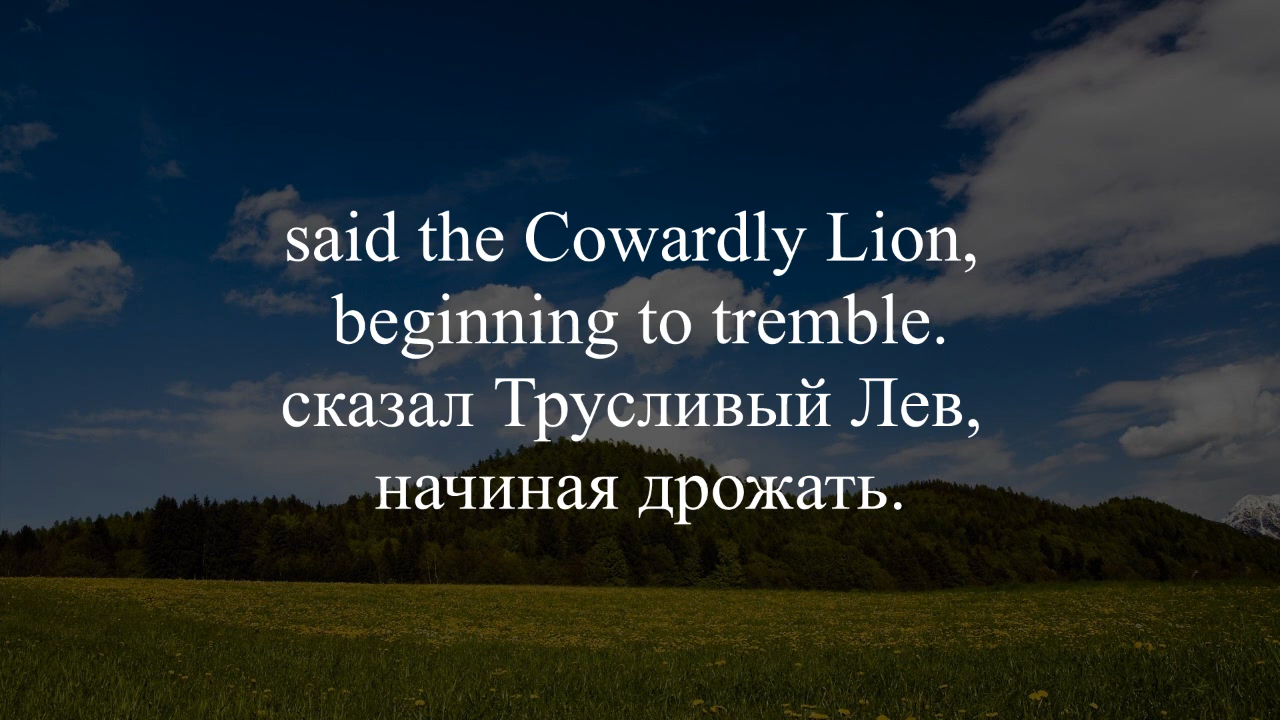 said the Cowardly Lion,
beginning to tremble.
сказал Трусливый Лев,
начиная дрожать.